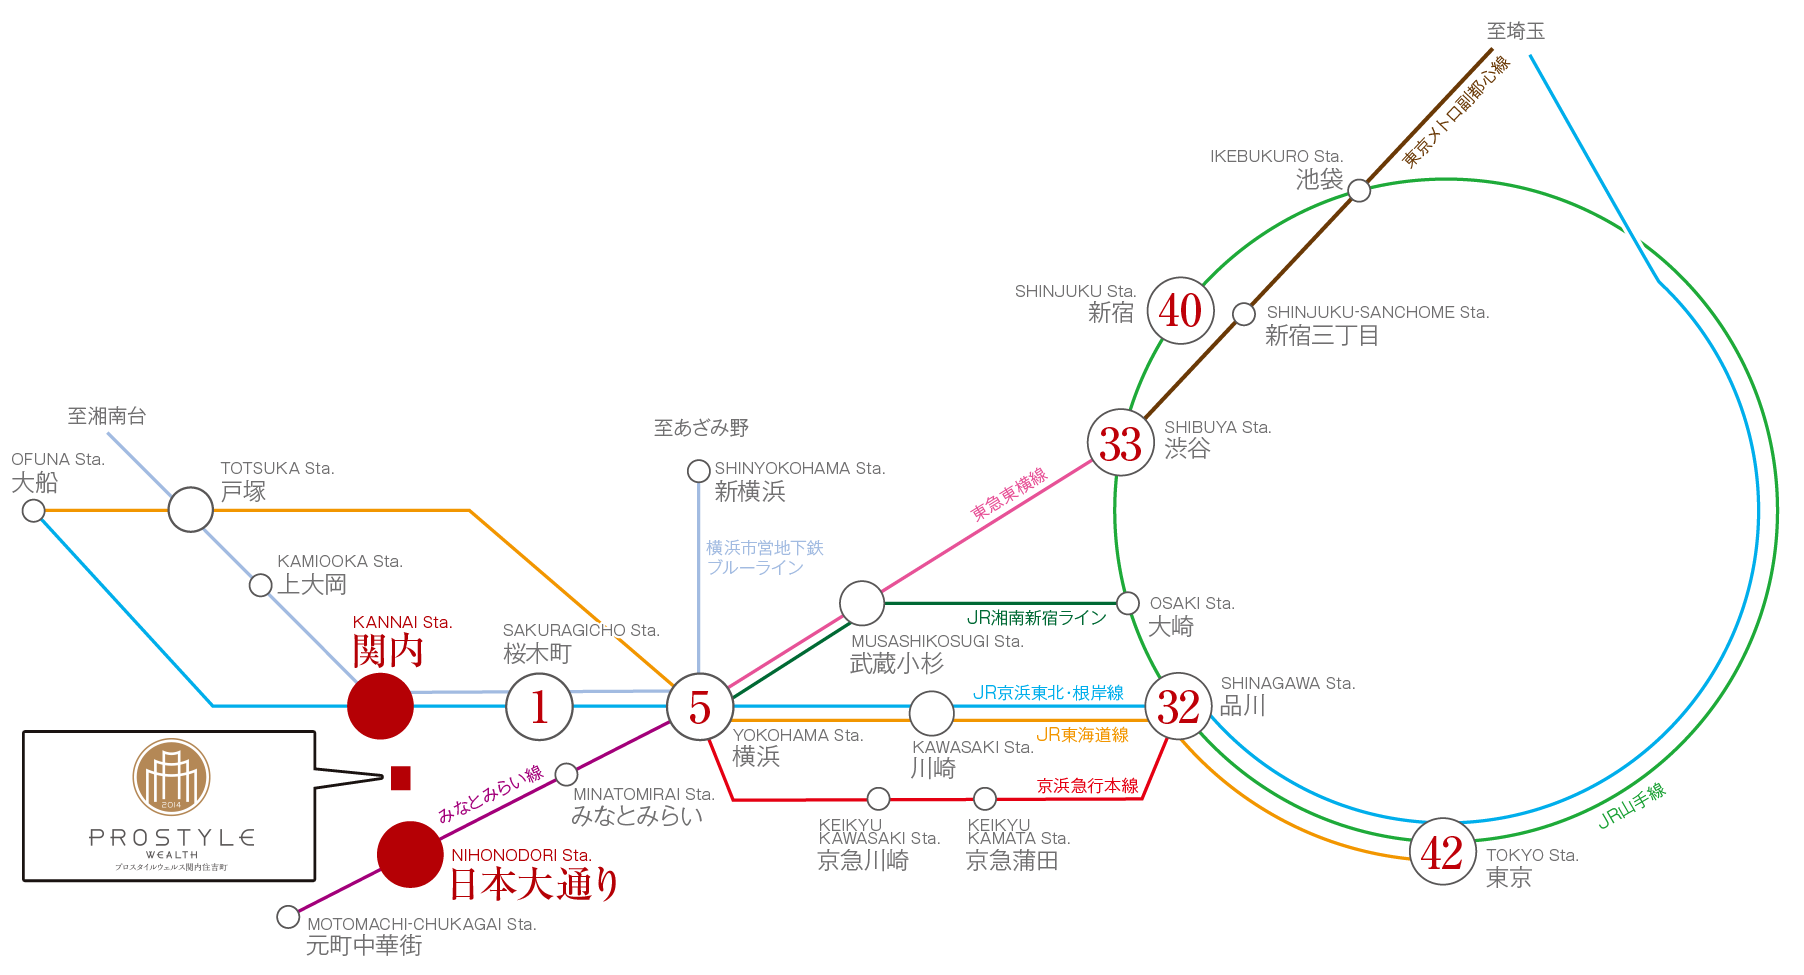 至埼玉
東京メトロ副都心線
IKEBUKURO Sta.
池袋
SHINJUKU Sta.
新宿
40
SHINJUKU-SANCHOME Sta.
新宿三丁目
至湘南台
至あざみ野
33
SHIBUYA Sta.
渋谷
OFUNA Sta.
大船
TOTSUKA Sta.
戸塚
SHINYOKOHAMA Sta.
新横浜
東急東横線
横浜市営地下鉄
ブルーライン
KAMIOOKA Sta.
上大岡
KANNAI Sta.
関内
SAKURAGICHO Sta.
桜木町
JR湘南新宿ライン
OSAKI Sta.
大崎
MUSASHIKOSUGI Sta.
武蔵小杉
1
5
JR京浜東北・根岸線
32
SHINAGAWA Sta.
品川
YOKOHAMA Sta.
横浜
KAWASAKI Sta.
川崎
JR東海道線
2014
PROSTYLE
WEALTH
プロスタイルウェルス関内住吉町
みなとみらい線
MINATOMIRAI Sta.
みなとみらい
京浜急行本線
JR山手線
KEIKYU
KAWASAKI Sta.
京急川崎
KEIKYU
KAMATA Sta.
京急蒲田
42
TOKYO Sta.
東京
NIHONODORI Sta.
日本大通り
MOTOMACHI-CHUKAGAI Sta.
元町中華街